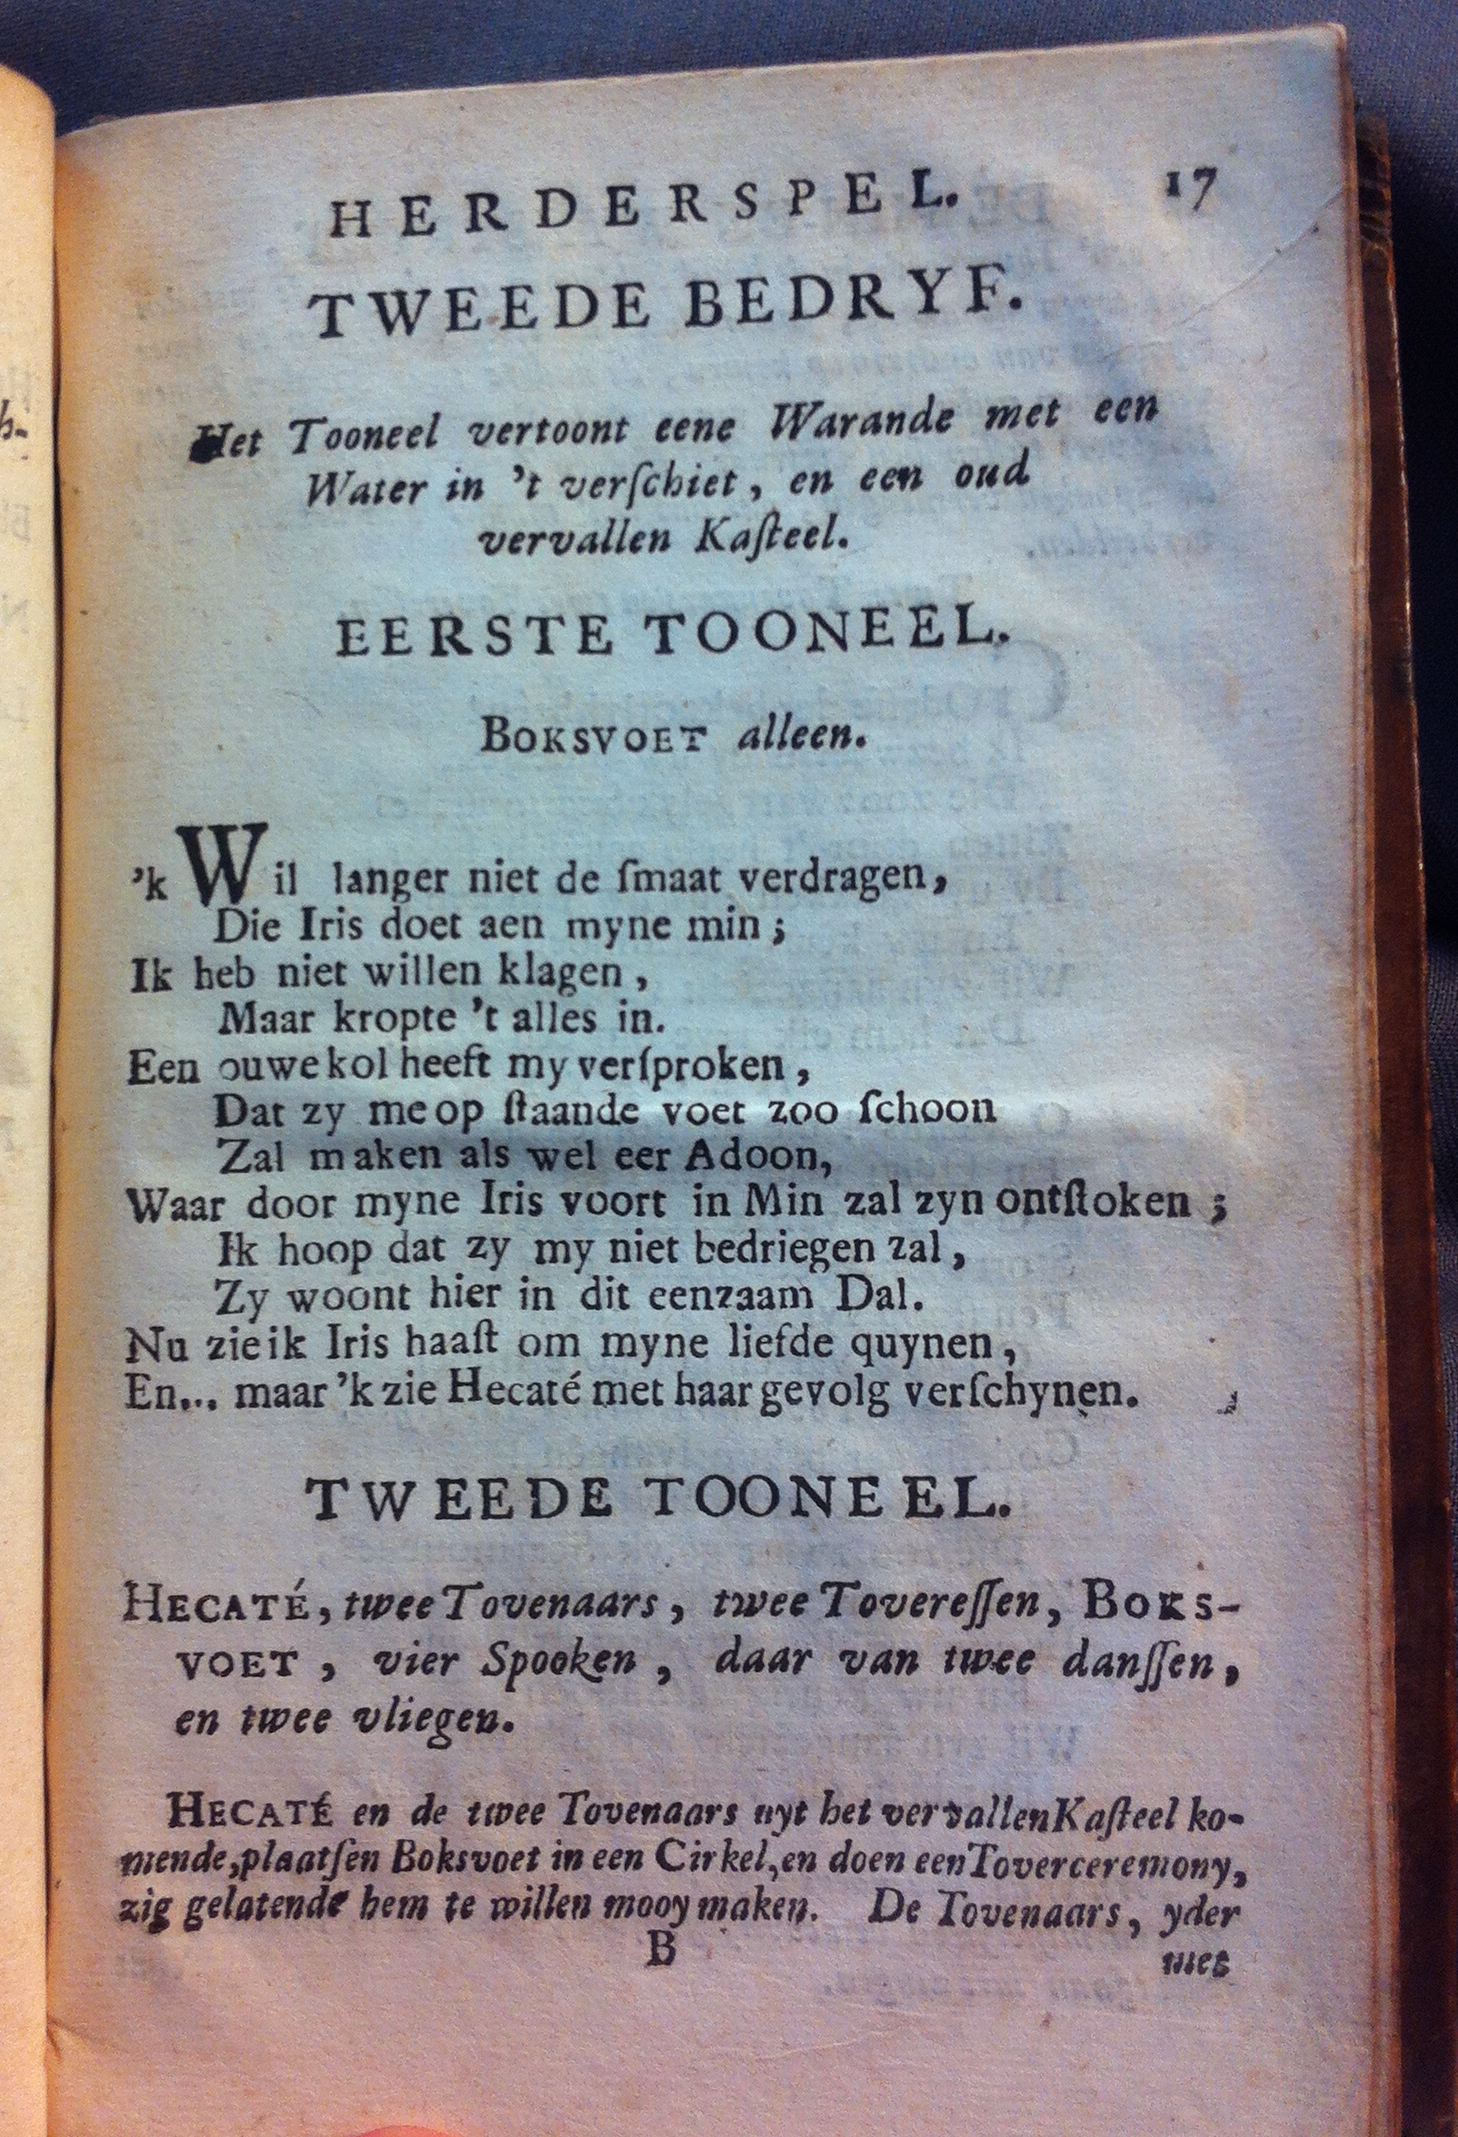 HERDERSPEL. 17
TWEEDE BEDRYF.
Het Tooneel vertoont eene Warande met een
Water in 't verſchiet, en een oud
vervallen Kaſteel.
EERSTE TOONEEL.
BOKSVOET alleen.
'k Wil langer niet de ſmaat verdragen,
Die Iris doet aen myne min;
Ik heb niet willen klagen,
Maar kropte 't alles in.
Een ouwe kol heeft my verſproken,
Dat zy me op ſtaande voet zoo ſchoon
Zal maken als wel eer Adoon,
Waar door myne Iris voort in Min zal zyn ontſtoken;
Ik hoop dat zy my niet bedriegen zal,
Zy woont hier in dit eenzaam Dal.
Nu zie ik Iris haaſt om myne liefde quynen,
En... maar 'k zie Hecaté met haar gevolg verſchynen.
TWEEDE TOONEEL.
HECATÉ, twee Tovenaars, twee Tovereſſen, BOKS-
VOET, vier Spooken, daar van twee danſſen,
en twee vliegen.
HECATÉ en de twee Tovenaars uyt het vervallen Kaſteel ko-
mende, plaatſen Boksvoet in een Cirkel, en doen een Toverceremony,
zig gelatende hem te willen mooy maken. De Tovenaars, yder
B
met